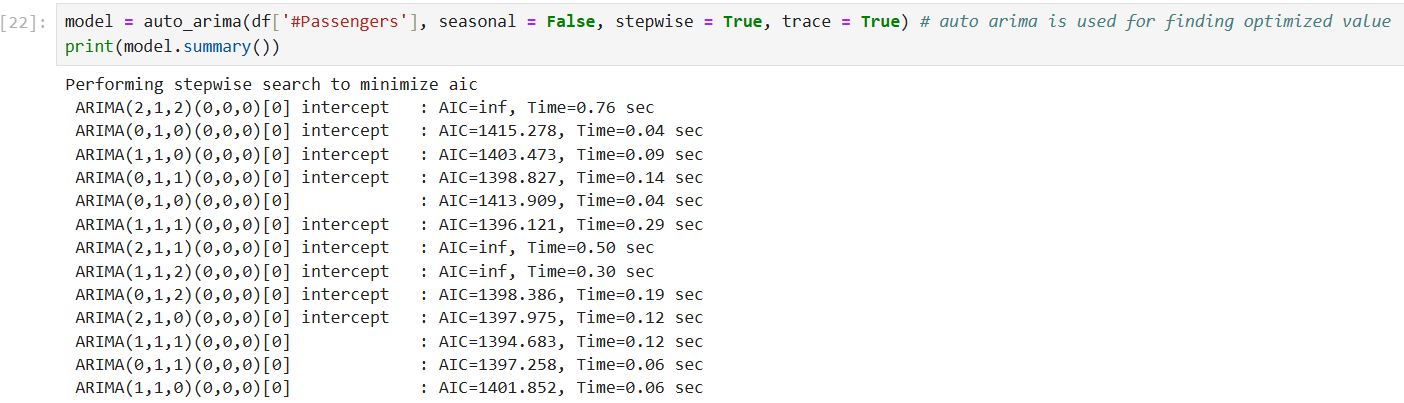 [22]: model = auto_arima(df['#Passengers'], seasonal = False, stepwise = True, trace = True) # auto arima is used for finding optimized value
print(model.summary())
Performing stepwise search to minimize aic
ARIMA(2,1,2)(0,0,0)[0] intercept   : AIC=inf, Time=0.76 sec
ARIMA(0,1,0)(0,0,0)[0] intercept   : AIC=1415.278, Time=0.04 sec
ARIMA(1,1,0)(0,0,0)[0] intercept   : AIC=1403.473, Time=0.09 sec
ARIMA(0,1,1)(0,0,0)[0] intercept   : AIC=1398.827, Time=0.14 sec
ARIMA(0,1,0)(0,0,0)[0]             : AIC=1413.909, Time=0.04 sec
ARIMA(1,1,1)(0,0,0)[0] intercept   : AIC=1396.121, Time=0.29 sec
ARIMA(2,1,1)(0,0,0)[0] intercept   : AIC=inf, Time=0.50 sec
ARIMA(1,1,2)(0,0,0)[0] intercept   : AIC=inf, Time=0.30 sec
ARIMA(0,1,2)(0,0,0)[0] intercept   : AIC=1398.386, Time=0.19 sec
ARIMA(2,1,0)(0,0,0)[0] intercept   : AIC=1397.975, Time=0.12 sec
ARIMA(1,1,1)(0,0,0)[0]             : AIC=1394.683, Time=0.12 sec
ARIMA(0,1,1)(0,0,0)[0]             : AIC=1397.258, Time=0.06 sec
ARIMA(1,1,0)(0,0,0)[0]             : AIC=1401.852, Time=0.06 sec